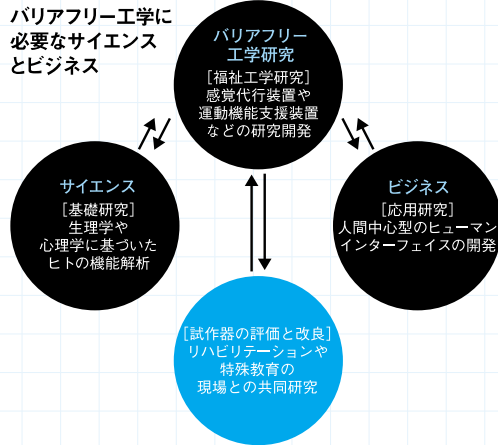 バリアフリー工学に
必要なサイエンス
とビジネス
バリアフリー
工学研究
[福祉工学研究]
感覚代行装置や
運動機能支援装置
などの研究開発
サイエンス
[基礎研究]
生理学や
心理学に基づいた
ヒトの機能解析
ビジネス
[応用研究]
人間中心型のヒューマン
インターフェイスの開発
[試作器の評価と改良]
リハビリテーションや
特殊教育の
現場との共同研究